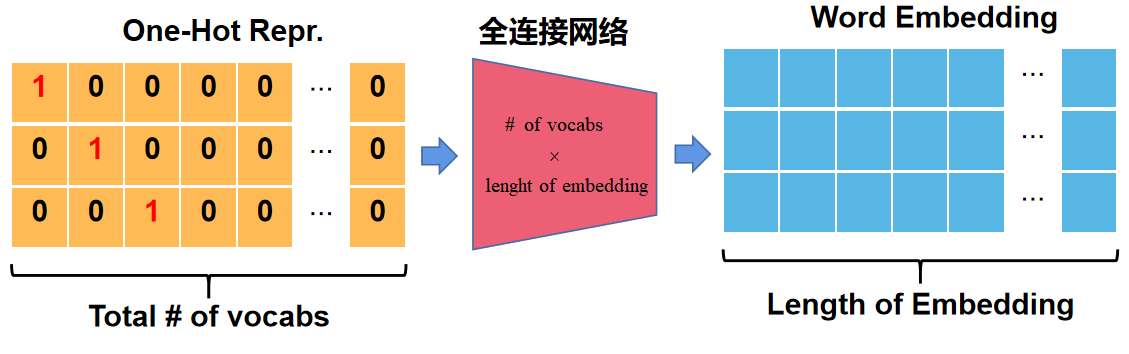 One-Hot Repr.
全连接网络
Word Embedding
1 0 0 0 0 ... 0
0 1 0 0 0 ... 0
0 0 1 0 0 ... 0
# of vocabs
×
lenght of embedding
...
...
...
Total # of vocabs
Length of Embedding